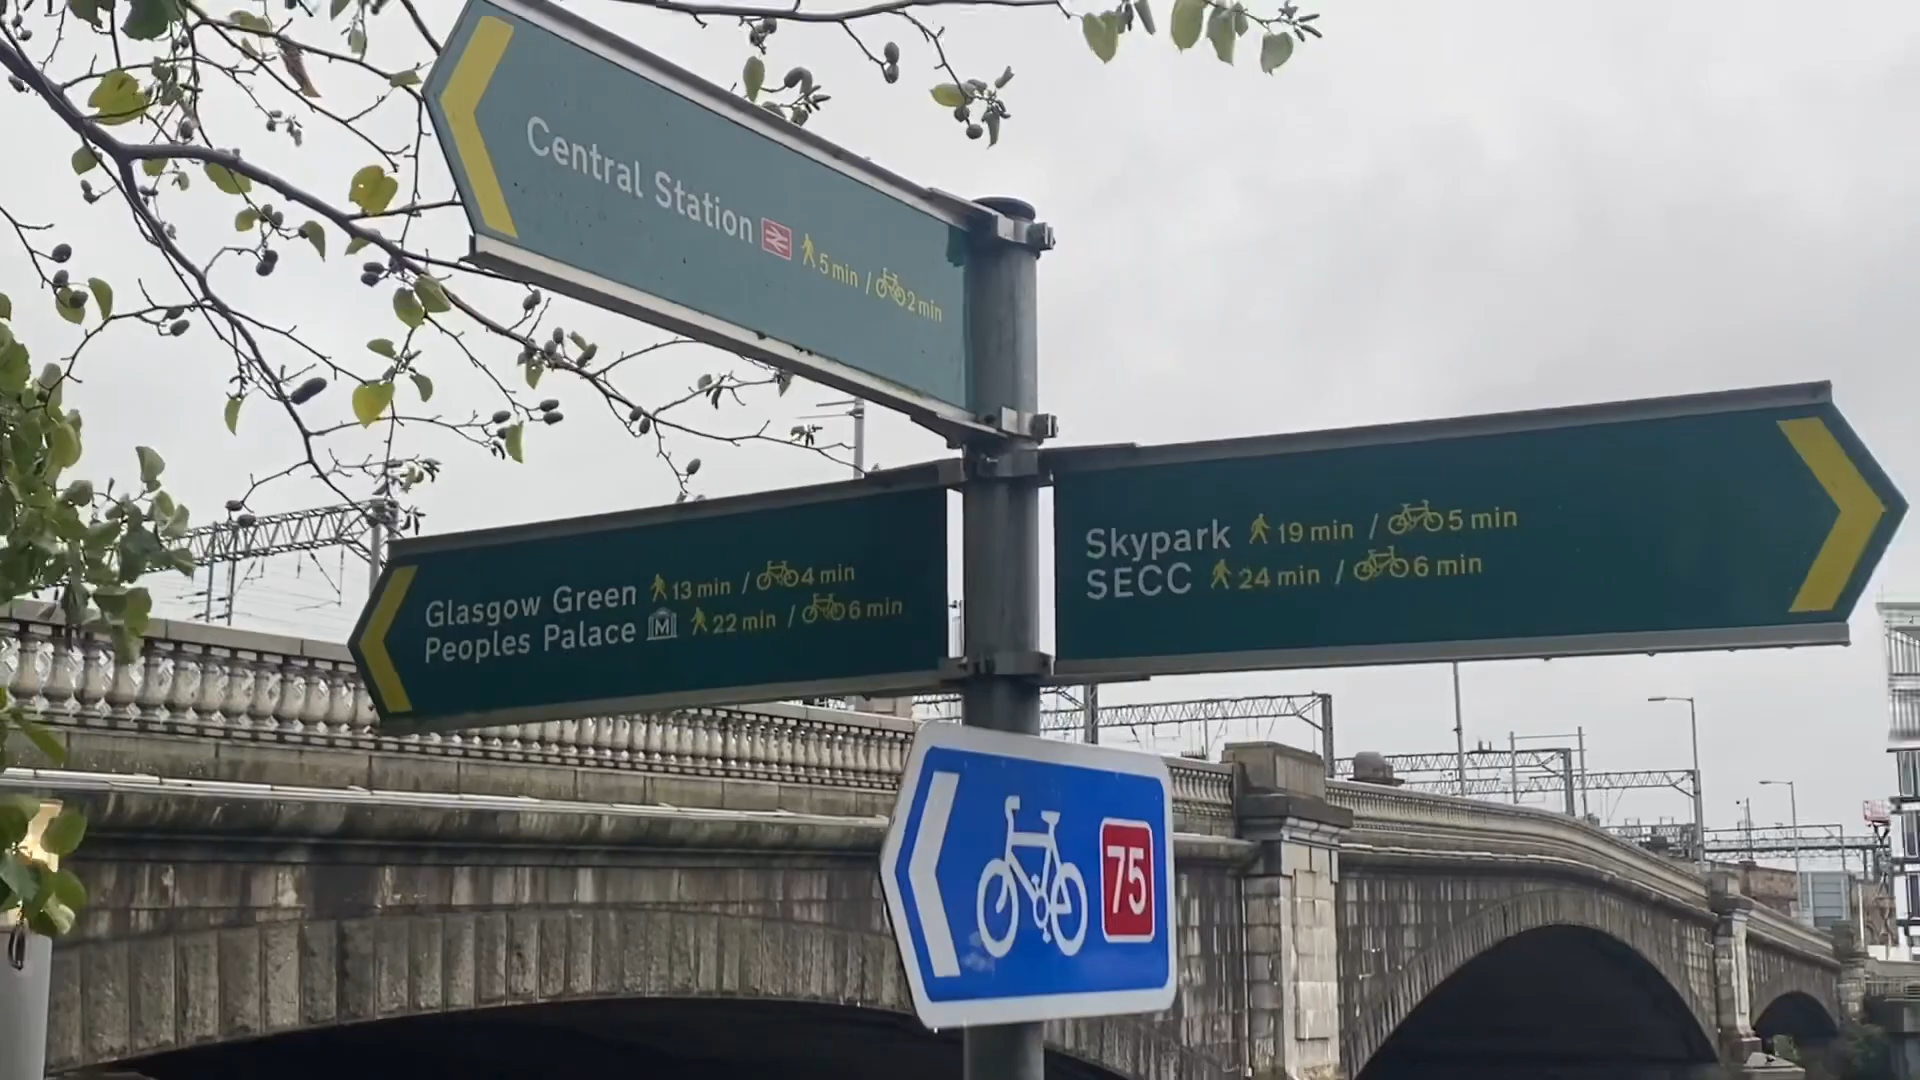 Central Station 5 min / 2 min
Glasgow Green 13 min / 4 min
Peoples Palace M 22 min / 6 min
Skypark 19 min / 5 min
SECC 24 min / 6 min
75